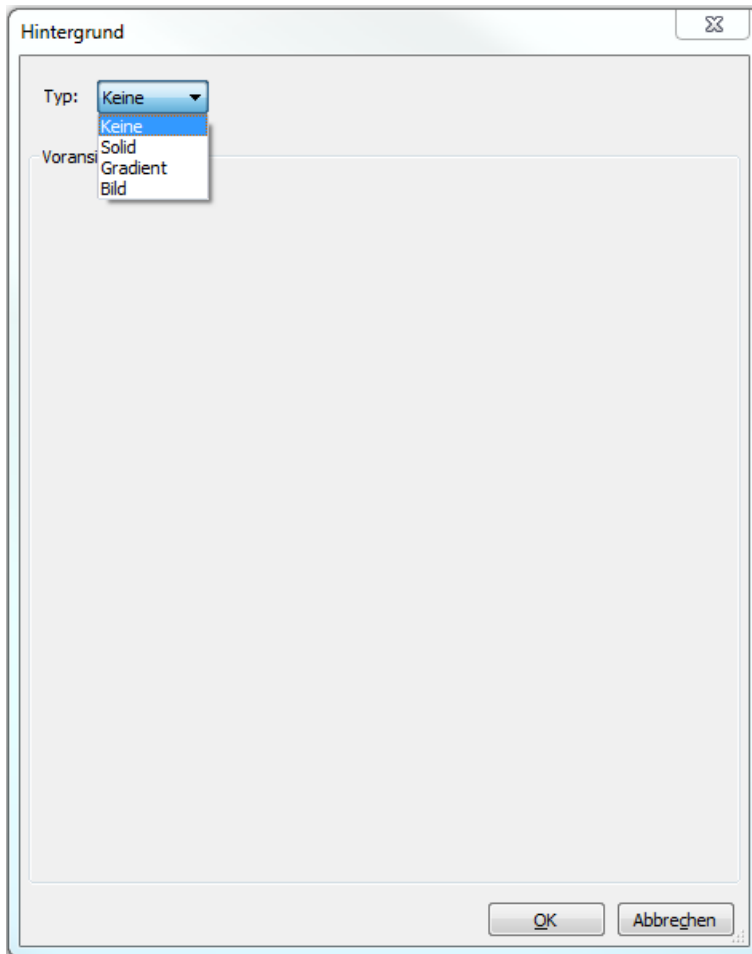 Hintergrund
Typ: Keine
Keine
Solid
Gradient
Bild
OK
Abbrechen